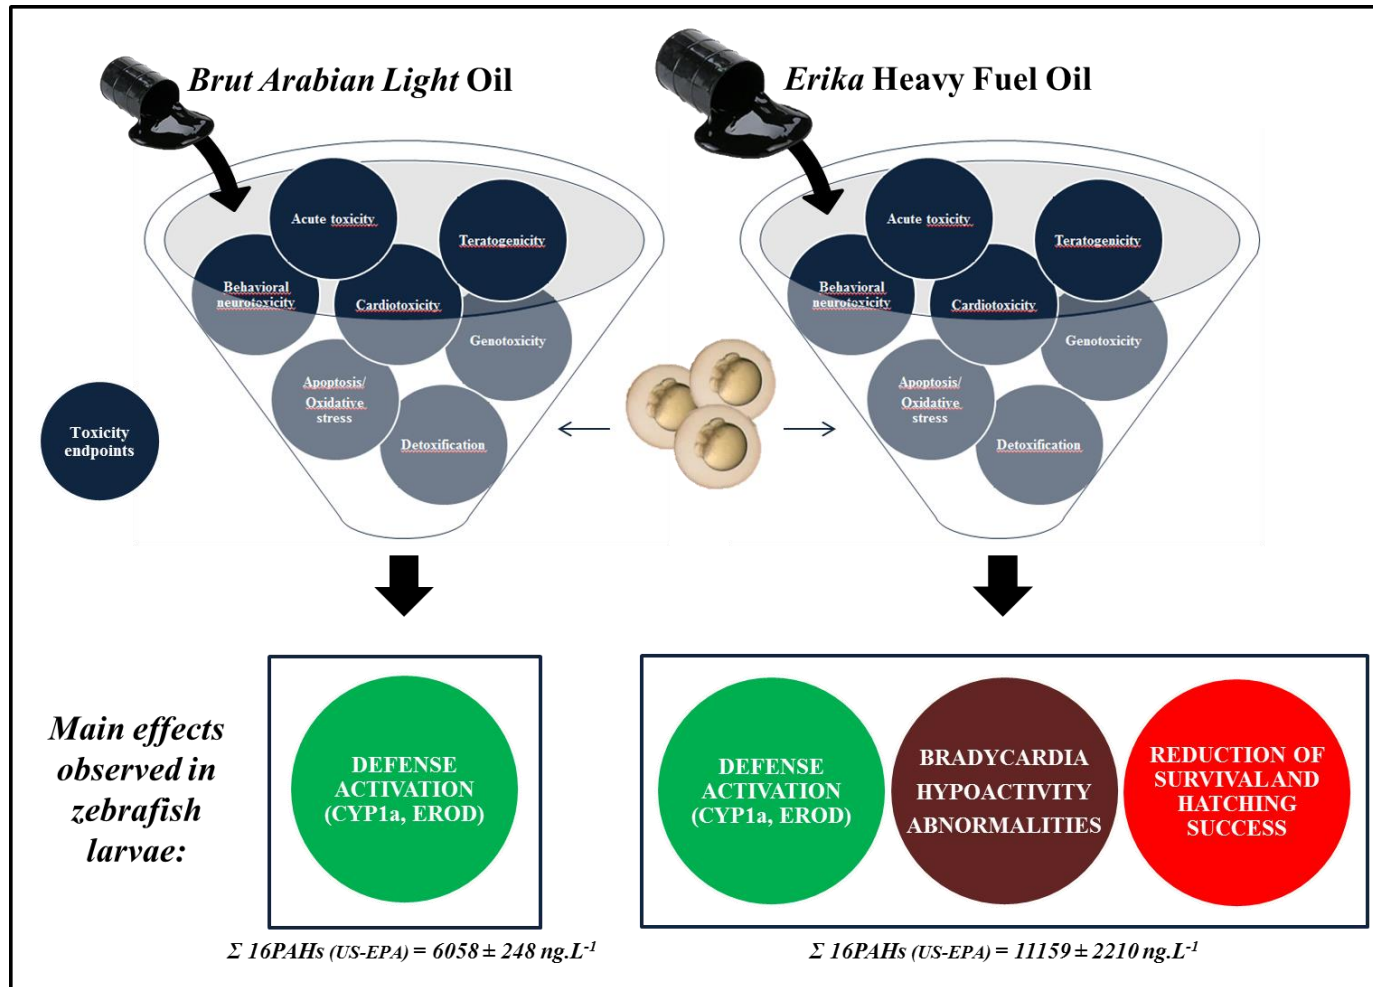 Brut Arabian Light Oil
Erika Heavy Fuel Oil
Acute toxicity
Teratogenicity
Behavioral
neurotoxicity
Cardiotoxicity
Genotoxicity
Apoptosis/
Oxidative
stress
Detoxification
Acute toxicity
Teratogenicity
Behavioral
neurotoxicity
Cardiotoxicity
Genotoxicity
Apoptosis/
Oxidative
stress
Detoxification
Toxicity
endpoints
Main effects
observed in
zebrafish
larvae:
DEFENSE
ACTIVATION
(CYP1a, EROD)
DEFENSE
ACTIVATION
(CYP1a, EROD)
BRADYCARDIA
HYPOACTIVITY
ABNORMALITIES
REDUCTION OF
SURVIVAL AND
HATCHING
SUCCESS
Σ 16PAHs (US-EPA) = 6058 ± 248 ng.L⁻¹
Σ 16PAHs (US-EPA) = 11159 ± 2210 ng.L⁻¹